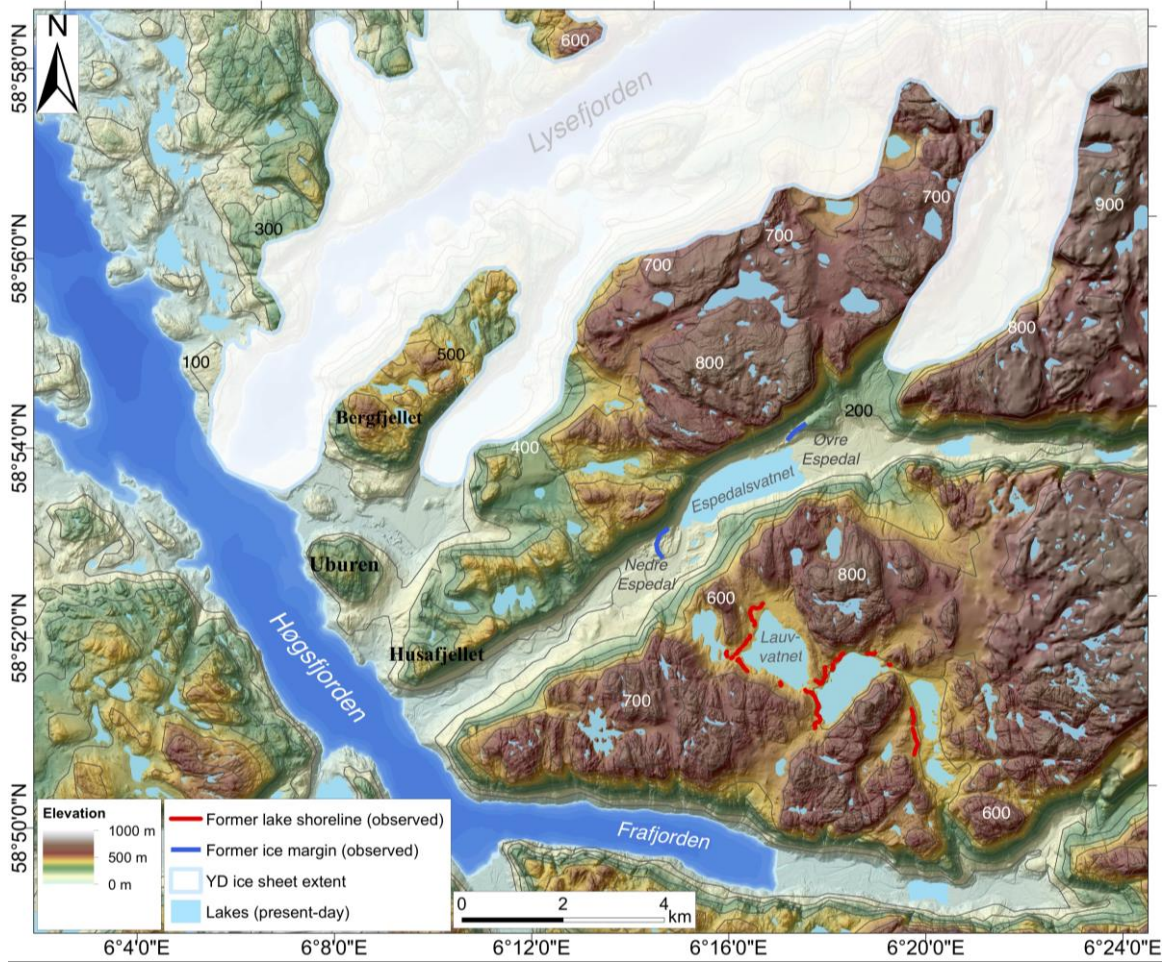 N
58°58'0"N
58°56'0"N
58°54'0"N
58°52'0"N
58°50'0"N
600
Lysefjorden
300
700
900
700
700
100
500
800
800
Bergfjellet
200
400
Øvre
Espedal
Espedalsvatnet
Uburen
Nedre
Espedal
800
600
Husafjellet
Lauv-
vatnet
Høgsfjorden
700
600
Frafjorden
Elevation
1000 m
500 m
0 m
Former lake shoreline (observed)
Former ice margin (observed)
YD ice sheet extent
Lakes (present-day)
0 2 4
km
6°4'0"E 6°8'0"E 6°12'0"E 6°16'0"E 6°20'0"E 6°24'0"E